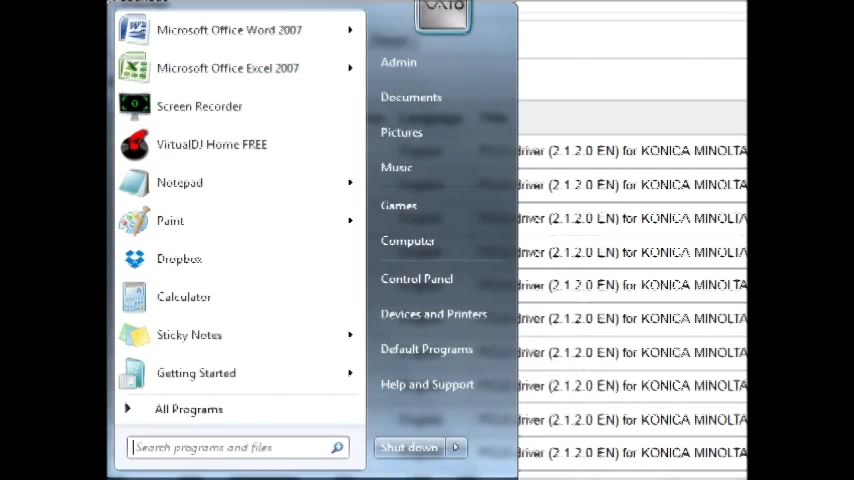 VAIO
Microsoft Office Word 2007
Microsoft Office Excel 2007
Screen Recorder
VirtualDJ Home FREE
Notepad
Paint
Dropbox
Calculator
Sticky Notes
Getting Started
All Programs
Search programs and files
Admin
Documents
Pictures
Music
Games
Computer
Control Panel
Devices and Printers
Default Programs
Help and Support
Shut down
Language Title
driver (2.1.2.0 EN) for KONICA MINOLTA
driver (2.1.2.0 EN) for KONICA MINOLTA
driver (2.1.2.0 EN) for KONICA MINOLTA
driver (2.1.2.0 EN) for KONICA MINOLTA
driver (2.1.2.0 EN) for KONICA MINOLTA
driver (2.1.2.0 EN) for KONICA MINOLTA
driver (2.1.2.0 EN) for KONICA MINOLTA
driver (2.1.2.0 EN) for KONICA MINOLTA
driver (2.1.2.0 EN) for KONICA MINOLTA
driver (2.1.2.0 EN) for KONICA MINOLTA